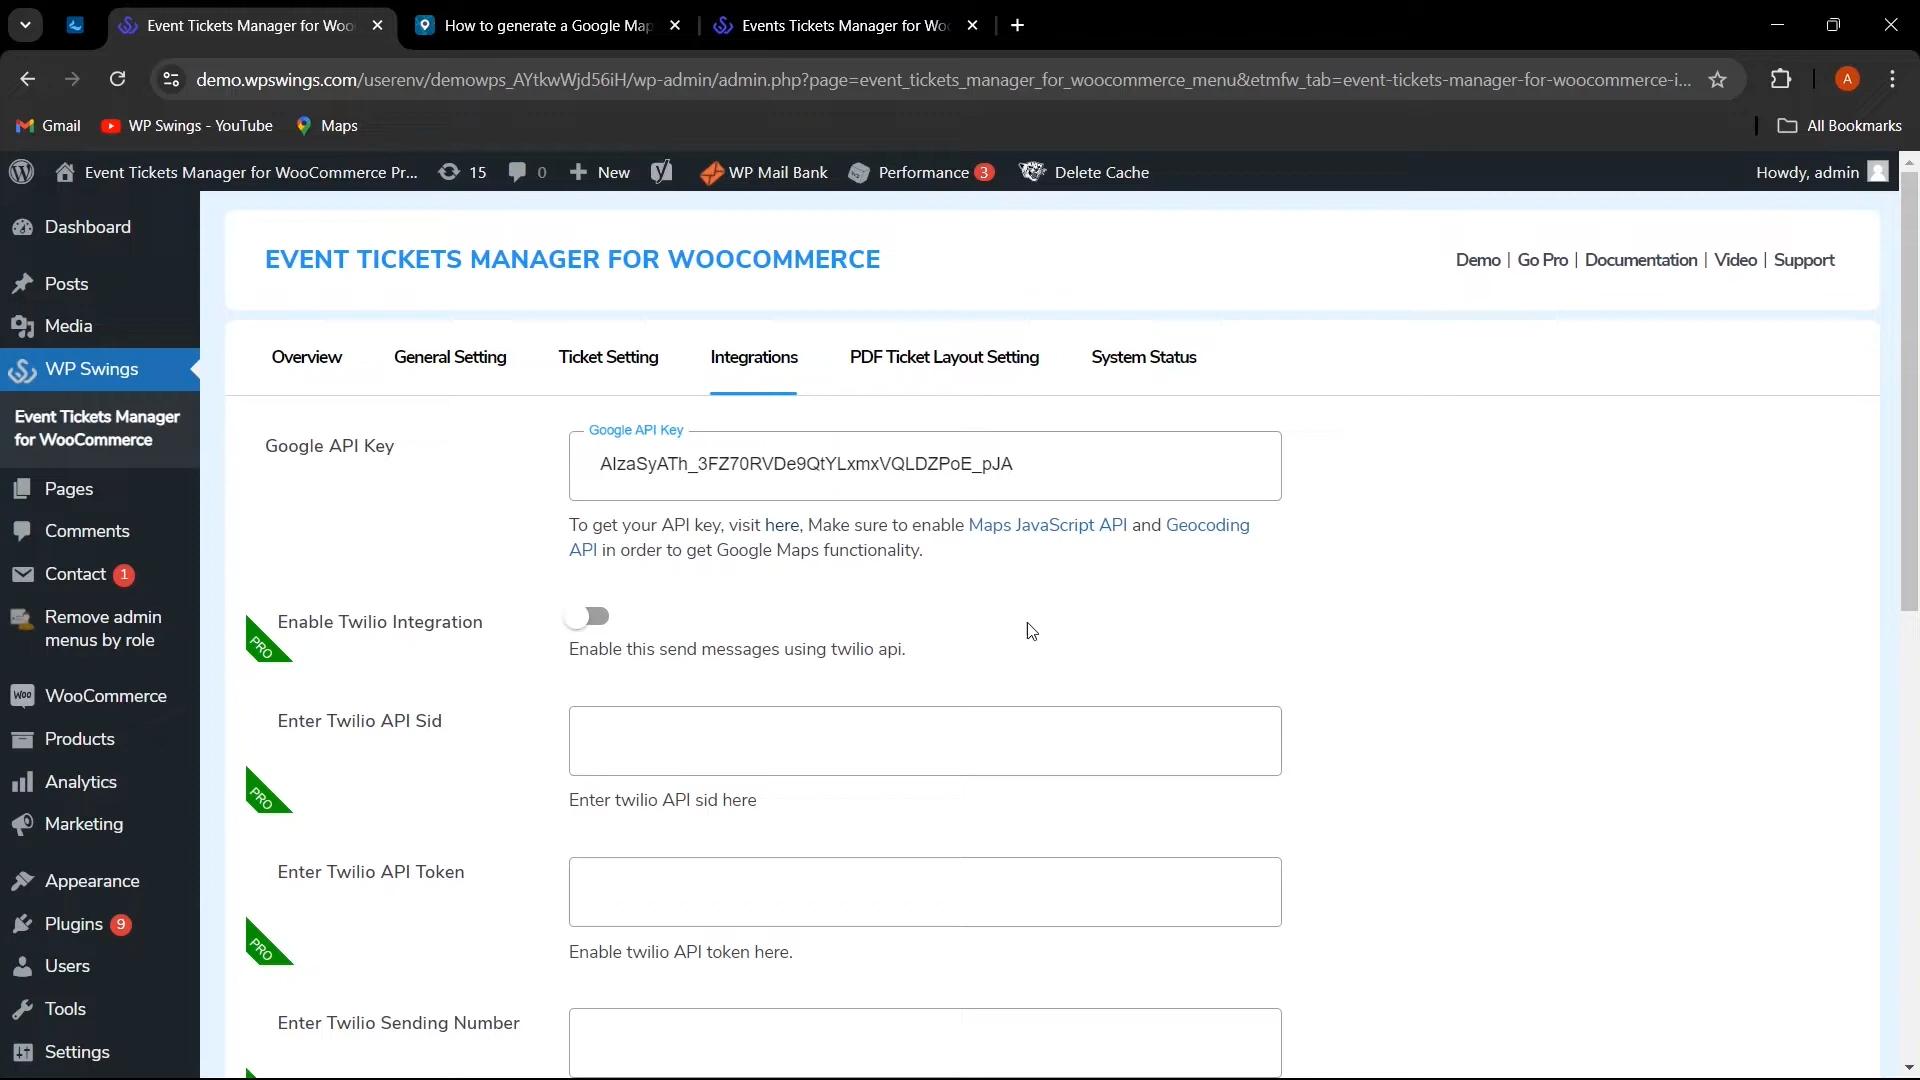 Event Tickets Manager for Woo
How to generate a Google Map
Events Tickets Manager for Wo
demo.wpswings.com/userenv/demowps_AYtkwWjd56iH/wp-admin/admin.php?page=event_tickets_manager_for_woocommerce_menu&etmfw_tab=event-tickets-manager-for-woocommerce-i...
A
Gmail
WP Swings - YouTube
Maps
All Bookmarks
Event Tickets Manager for WooCommerce Pr...
15
0
New
WP Mail Bank
Performance 3
Delete Cache
Howdy, admin
Dashboard
Posts
Media
WP Swings
Event Tickets Manager
for WooCommerce
Pages
Comments
Contact 1
Remove admin
menus by role
Woo WooCommerce
Products
Analytics
Marketing
Appearance
Plugins 9
Users
Tools
Settings
EVENT TICKETS MANAGER FOR WOOCOMMERCE
Demo | Go Pro | Documentation | Video | Support
Overview
General Setting
Ticket Setting
Integrations
PDF Ticket Layout Setting
System Status
Google API Key
Google API Key
AIzaSyATh_3FZ70RVDe9QtYLxmxVQLDZPoE_pJA
To get your API key, visit here, Make sure to enable Maps JavaScript API and Geocoding
API in order to get Google Maps functionality.
PRO
Enable Twilio Integration
Enable this send messages using twilio api.
Enter Twilio API Sid
PRO
Enter twilio API sid here
Enter Twilio API Token
PRO
Enable twilio API token here.
Enter Twilio Sending Number